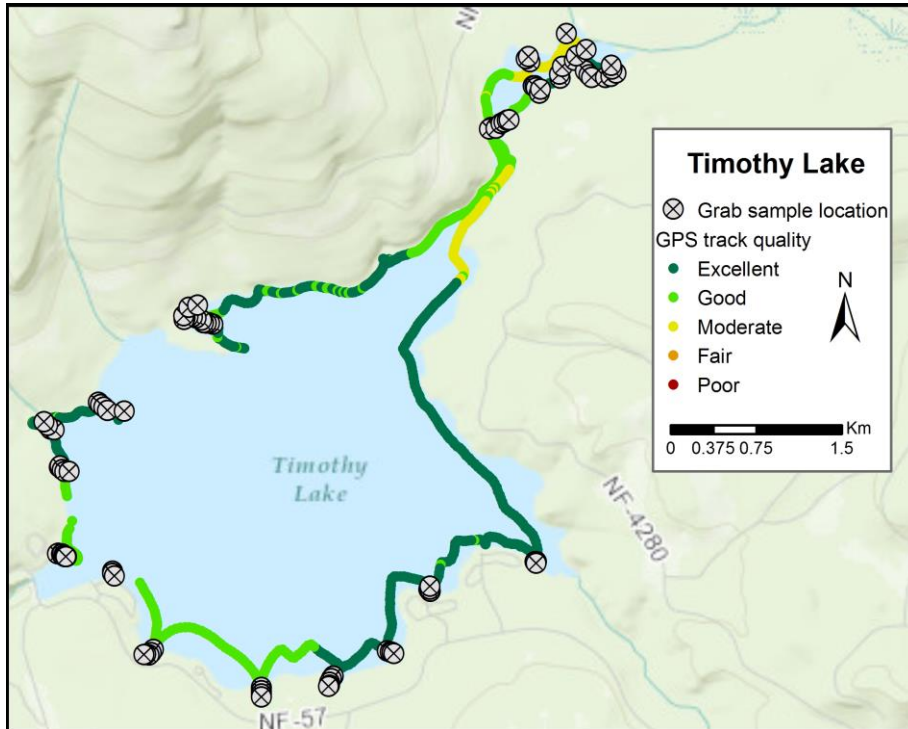 Timothy Lake
Grab sample location
GPS track quality
Excellent
Good
Moderate
Fair
Poor
N
Km
0 0.375 0.75 1.5
Timothy
Lake
NF-4280
NF-57